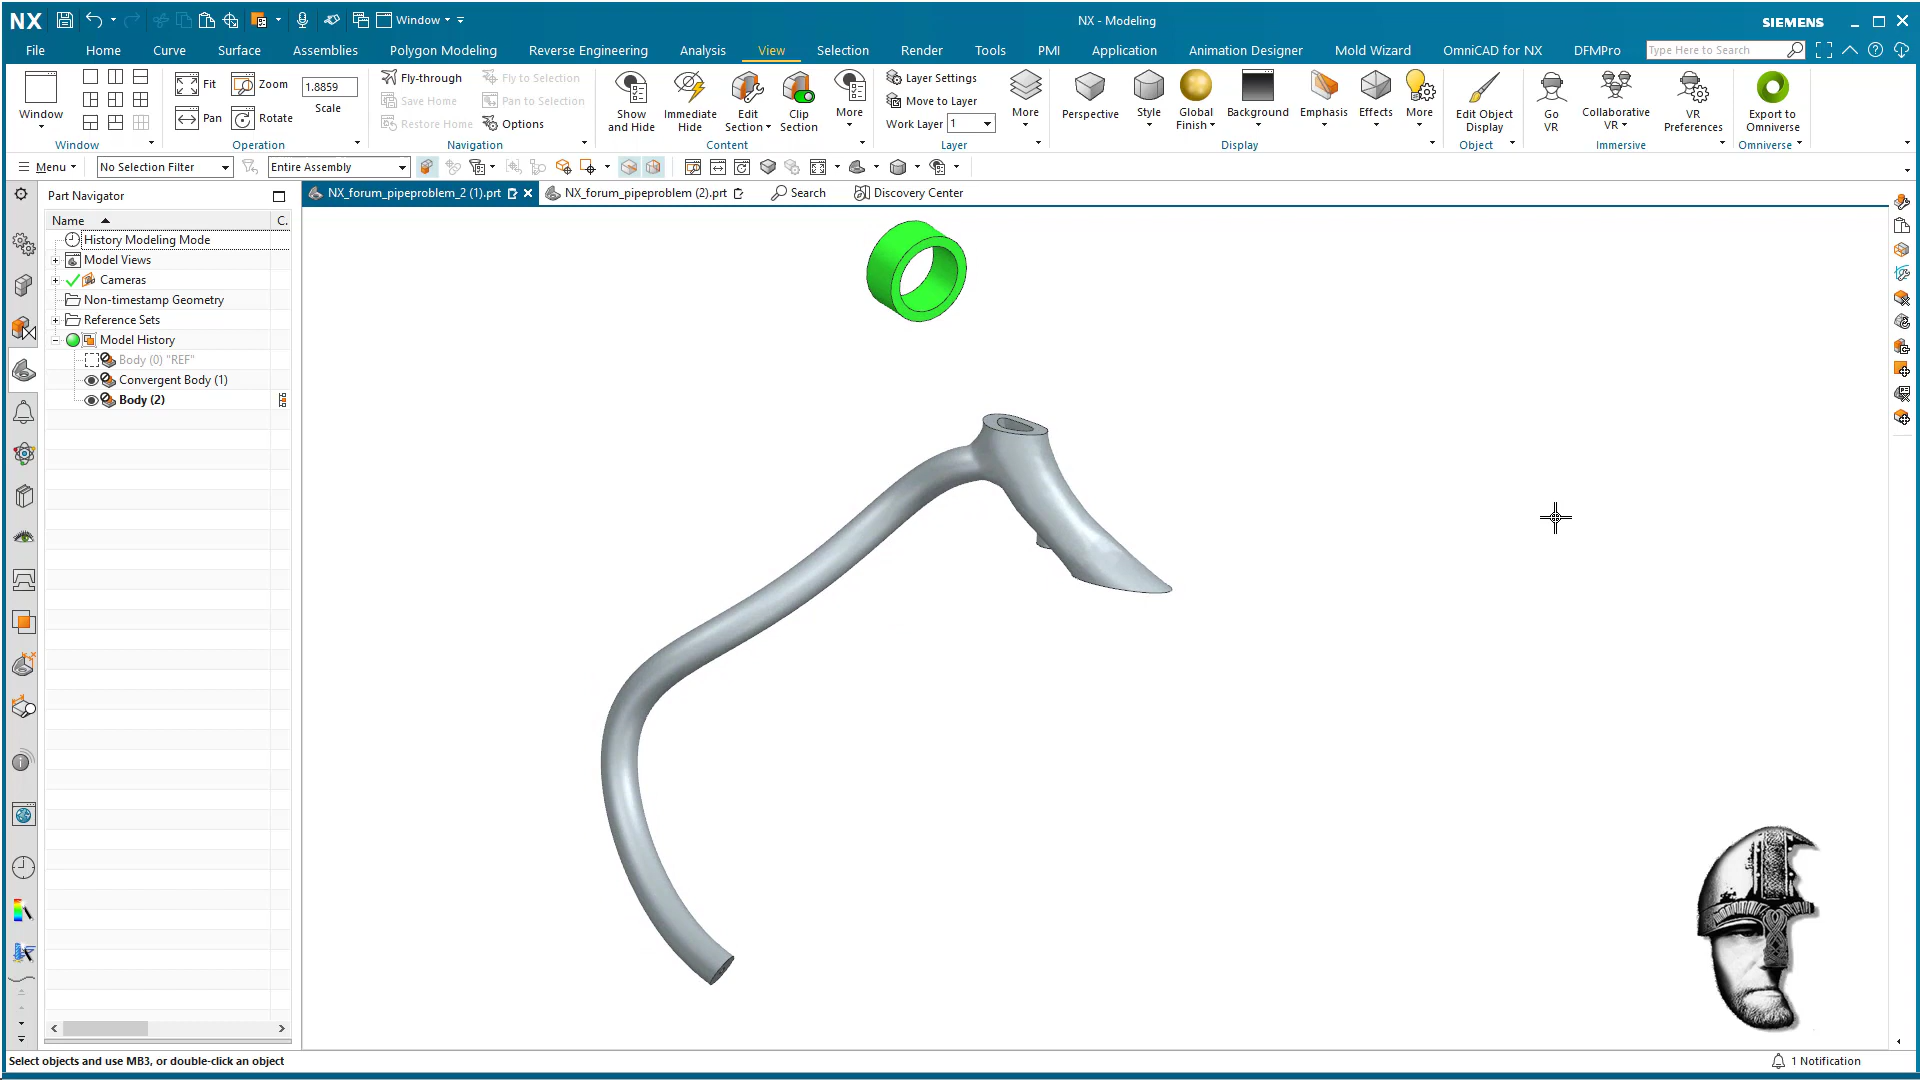 NX
Window
NX - Modeling
SIEMENS
File
Home
Curve
Surface
Assemblies
Polygon Modeling
Reverse Engineering
Analysis
View
Selection
Render
Tools
PMI
Application
Animation Designer
Mold Wizard
OmniCAD for NX
DFMPro
Type Here to Search
Window
Window
Fit
Zoom
Pan
Rotate
1.8859
Scale
Operation
Fly-through
Save Home
Restore Home
Fly to Selection
Pan to Selection
Options
Navigation
Show and Hide
Immediate Hide
Edit Section
Clip Section
More
Content
Layer Settings
Move to Layer
Work Layer 1
More
Layer
Perspective
Style
Global Finish
Background
Emphasis
Effects
More
Display
Edit Object Display
Object
Go VR
Collaborative VR
VR Preferences
Immersive
Export to Omniverse
Omniverse
Menu
No Selection Filter
Entire Assembly
Part Navigator
NX_forum_pipeproblem_2 (1).prt
NX_forum_pipeproblem (2).prt
Search
Discovery Center
Name
C.
History Modeling Mode
Model Views
Cameras
Non-timestamp Geometry
Reference Sets
Model History
Body (0) "REF"
Convergent Body (1)
Body (2)
Select objects and use MB3, or double-click an object
1 Notification